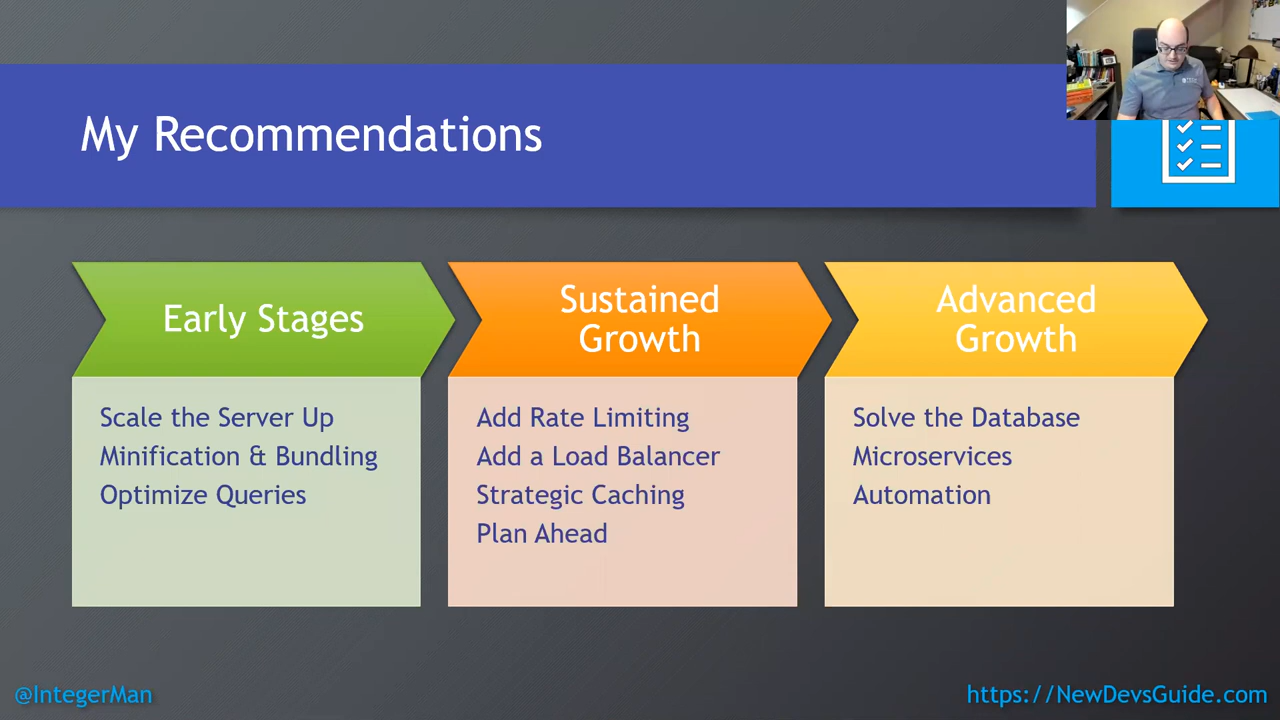 My Recommendations
Early Stages
Scale the Server Up
Minification & Bundling
Optimize Queries
Sustained
Growth
Add Rate Limiting
Add a Load Balancer
Strategic Caching
Plan Ahead
Advanced
Growth
Solve the Database
Microservices
Automation
@IntegerMan
https://NewDevsGuide.com